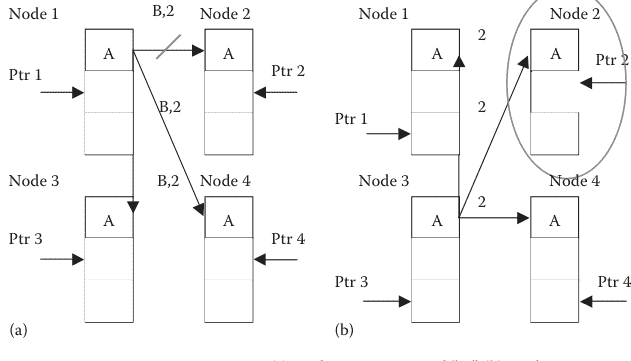 Node 1
B,2
Node 2
A
A
Ptr 1
Ptr 2
B,2
Node 3
B,2
Node 4
A
A
Ptr 3
Ptr 4
(a)
Node 1
2
Node 2
A
A
Ptr 2
2
Ptr 1
Node 3
2
Node 4
A
A
Ptr 3
Ptr 4
(b)